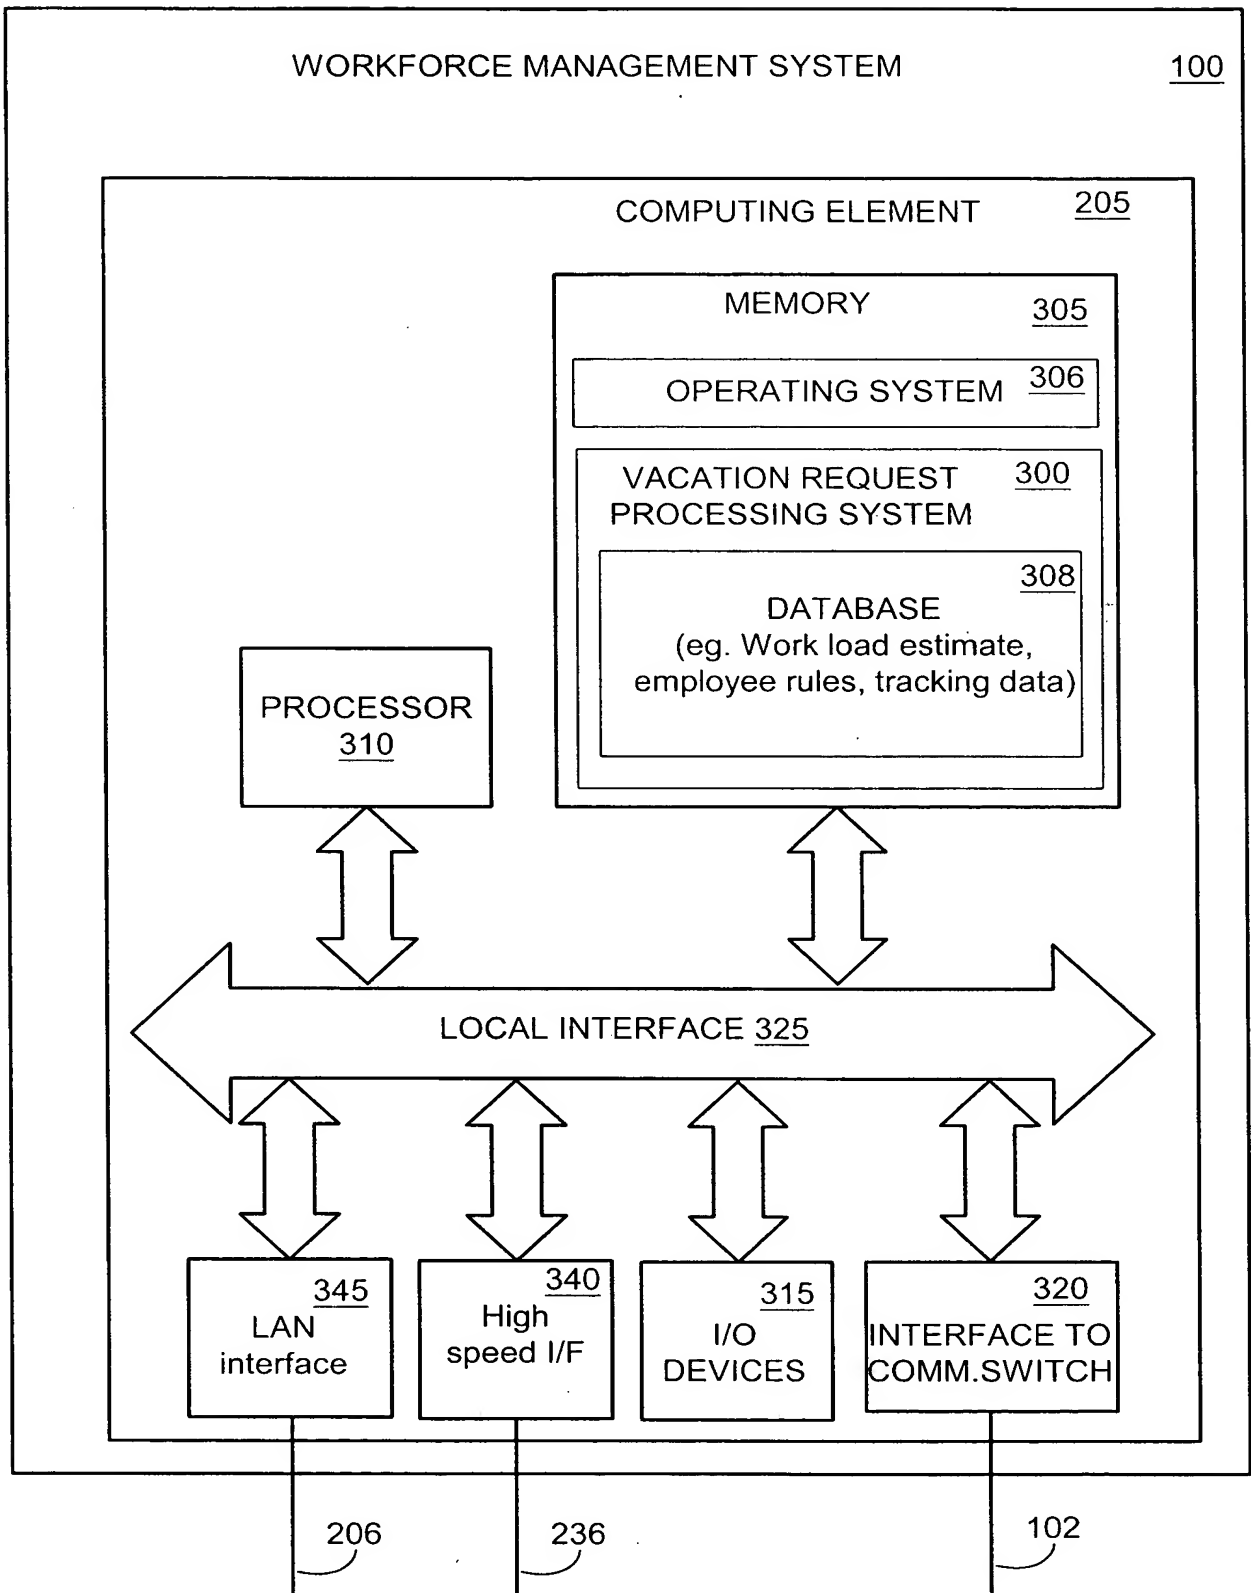 WORKFORCE MANAGEMENT SYSTEM 100
COMPUTING ELEMENT 205
MEMORY 305
OPERATING SYSTEM 306
VACATION REQUEST 300
PROCESSING SYSTEM
308
DATABASE
(eg. Work load estimate,
employee rules, tracking data)
PROCESSOR
310
LOCAL INTERFACE 325
345
LAN
interface
340
High
speed I/F
315
I/O
DEVICES
320
INTERFACE TO
COMM.SWITCH
206
236
102